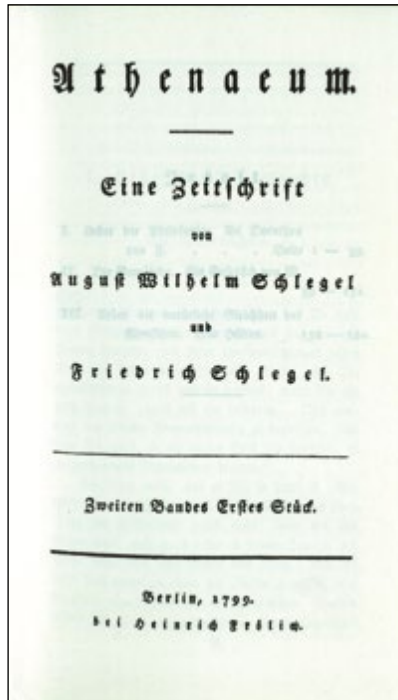 Athenaeum.
Eine Zeitschrift
von
August Wilhelm Schlegel
und
Friedrich Schlegel.
Zweiten Bandes Erstes Stück.
Berlin, 1799.
bei Heinrich Frölich.